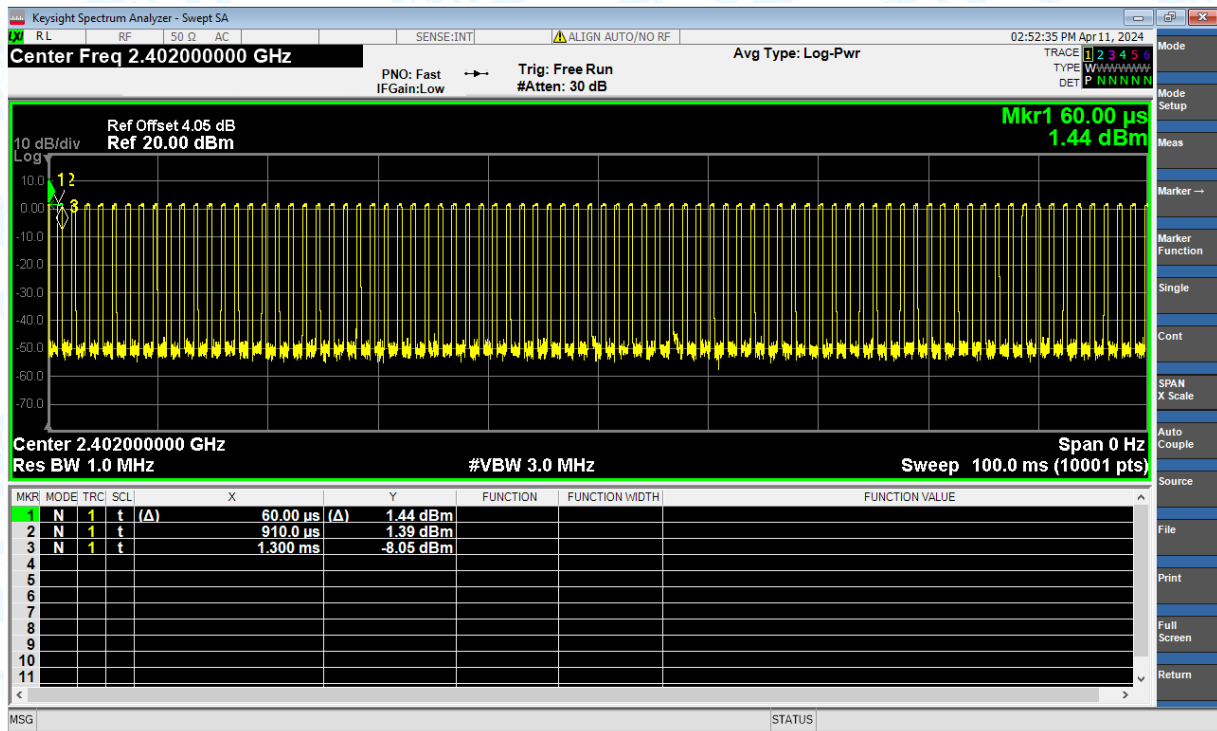 Keysight Spectrum Analyzer - Swept SA
LXI RL RF 50 Ω AC SENSE:INT ALIGN AUTO/NO RF 02:52:35 PM Apr 11, 2024
Center Freq 2.402000000 GHz
PNO: Fast
IFGain:Low
Trig: Free Run
#Atten: 30 dB
Avg Type: Log-Pwr
TRACE 1 2 3 4 5 6
TYPE WWWWWW
DET P N N N N N
Ref Offset 4.05 dB
10 dB/div Ref 20.00 dBm
Log
Mkr1 60.00 µs
1.44 dBm
10.0
0.00
-10.0
-20.0
-30.0
-40.0
-50.0
-60.0
-70.0
1 2
3
Center 2.402000000 GHz Span 0 Hz
Res BW 1.0 MHz #VBW 3.0 MHz Sweep 100.0 ms (10001 pts)
MKR MODE TRC SCL X Y FUNCTION FUNCTION WIDTH FUNCTION VALUE
1 N 1 t (Δ) 60.00 µs (Δ) 1.44 dBm
2 N 1 t 910.0 µs 1.39 dBm
3 N 1 t 1.300 ms -8.05 dBm
4
5
6
7
8
9
10
11
MSG STATUS
Mode
Mode
Setup
Meas
Marker →
Marker
Function
Single
Cont
SPAN
X Scale
Auto
Couple
Source
File
Print
Full
Screen
Return